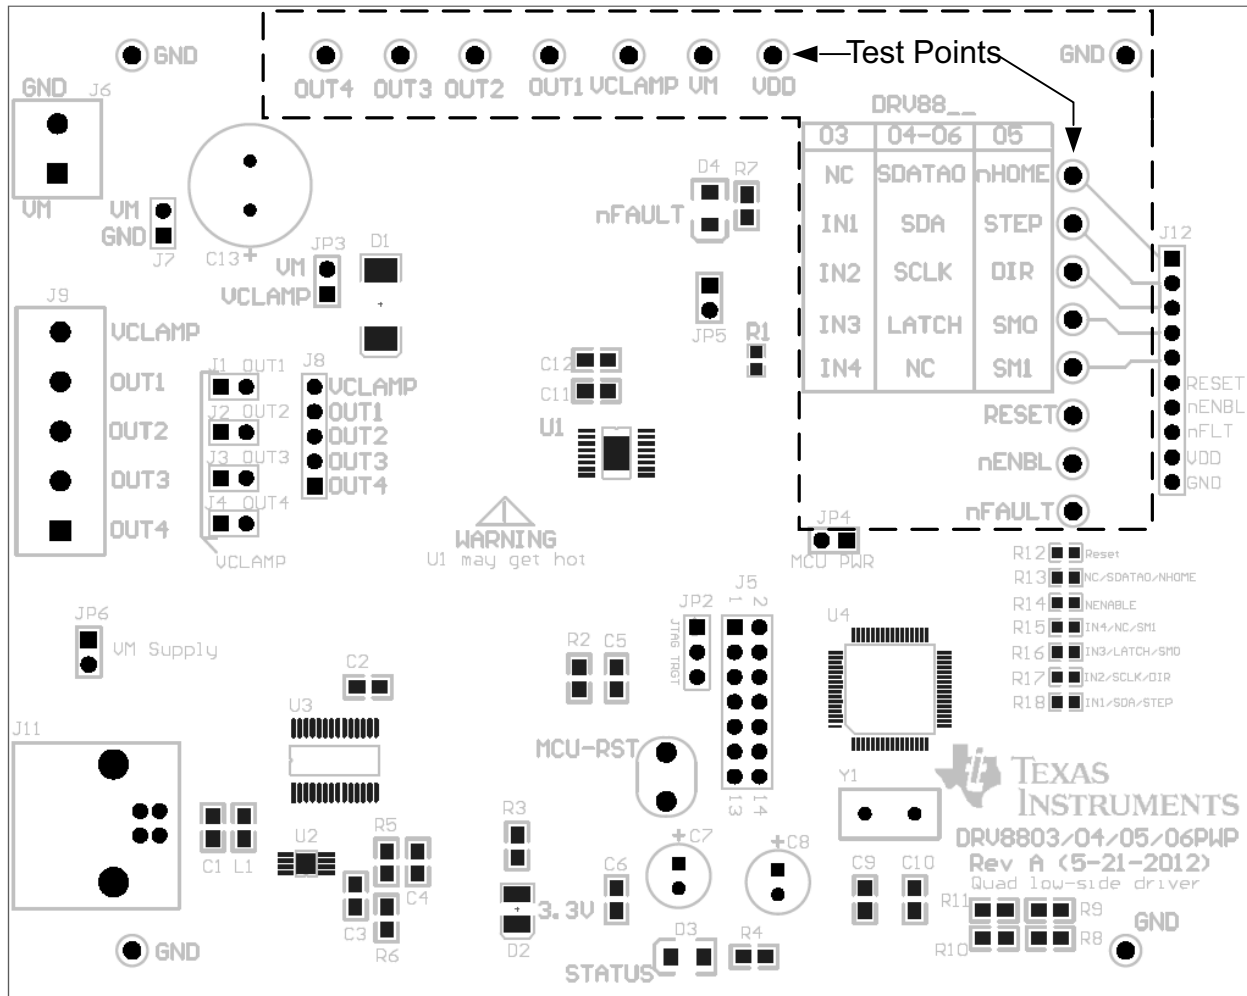 GND
OUT4 OUT3 OUT2 OUT1 VCLAMP VM VDD
Test Points
GND
GND
J6
VM
VM
GND
J7
C13
+
JP3
VM
VCLAMP
D1
+
D4
R7
nFAULT
JP5
R1
DRV88__
03 04-06 05
NC SDATAO nHOME
IN1 SDA STEP
IN2 SCLK DIR
IN3 LATCH SM0
IN4 NC SM1
RESET
nENBL
nFAULT
J12
RESET
nENBL
nFLT
VDD
GND
J9
VCLAMP
OUT1
OUT2
OUT3
OUT4
J1 OUT1
J2 OUT2
J3 OUT3
J4 OUT4
VCLAMP
J8
VCLAMP
OUT1
OUT2
OUT3
OUT4
C12
C11
U1
WARNING
U1 may get hot
JP4
MCU PWR
R12 Reset
R13 NC/SDATAO/NHOME
R14 NENABLE
R15 IN4/NC/SM1
R16 IN3/LATCH/SM0
R17 IN2/SCLK/DIR
R18 IN1/SDA/STEP
JP6
VM Supply
J11
C2
U3
R2 C5
JP2
JTAG TRGT
J5
1 2
13 14
U4
MCU-RST
Y1
TEXAS
INSTRUMENTS
DRV8803/04/05/06PWP
Rev A (5-21-2012)
Quad low-side driver
C1 L1
U2
R5
C4
C3
R6
R3
+
D2
3.3V
C6
+
C7
+
C8
C9 C10
R11
R9
R10
R8
D3
R4
STATUS
GND
GND